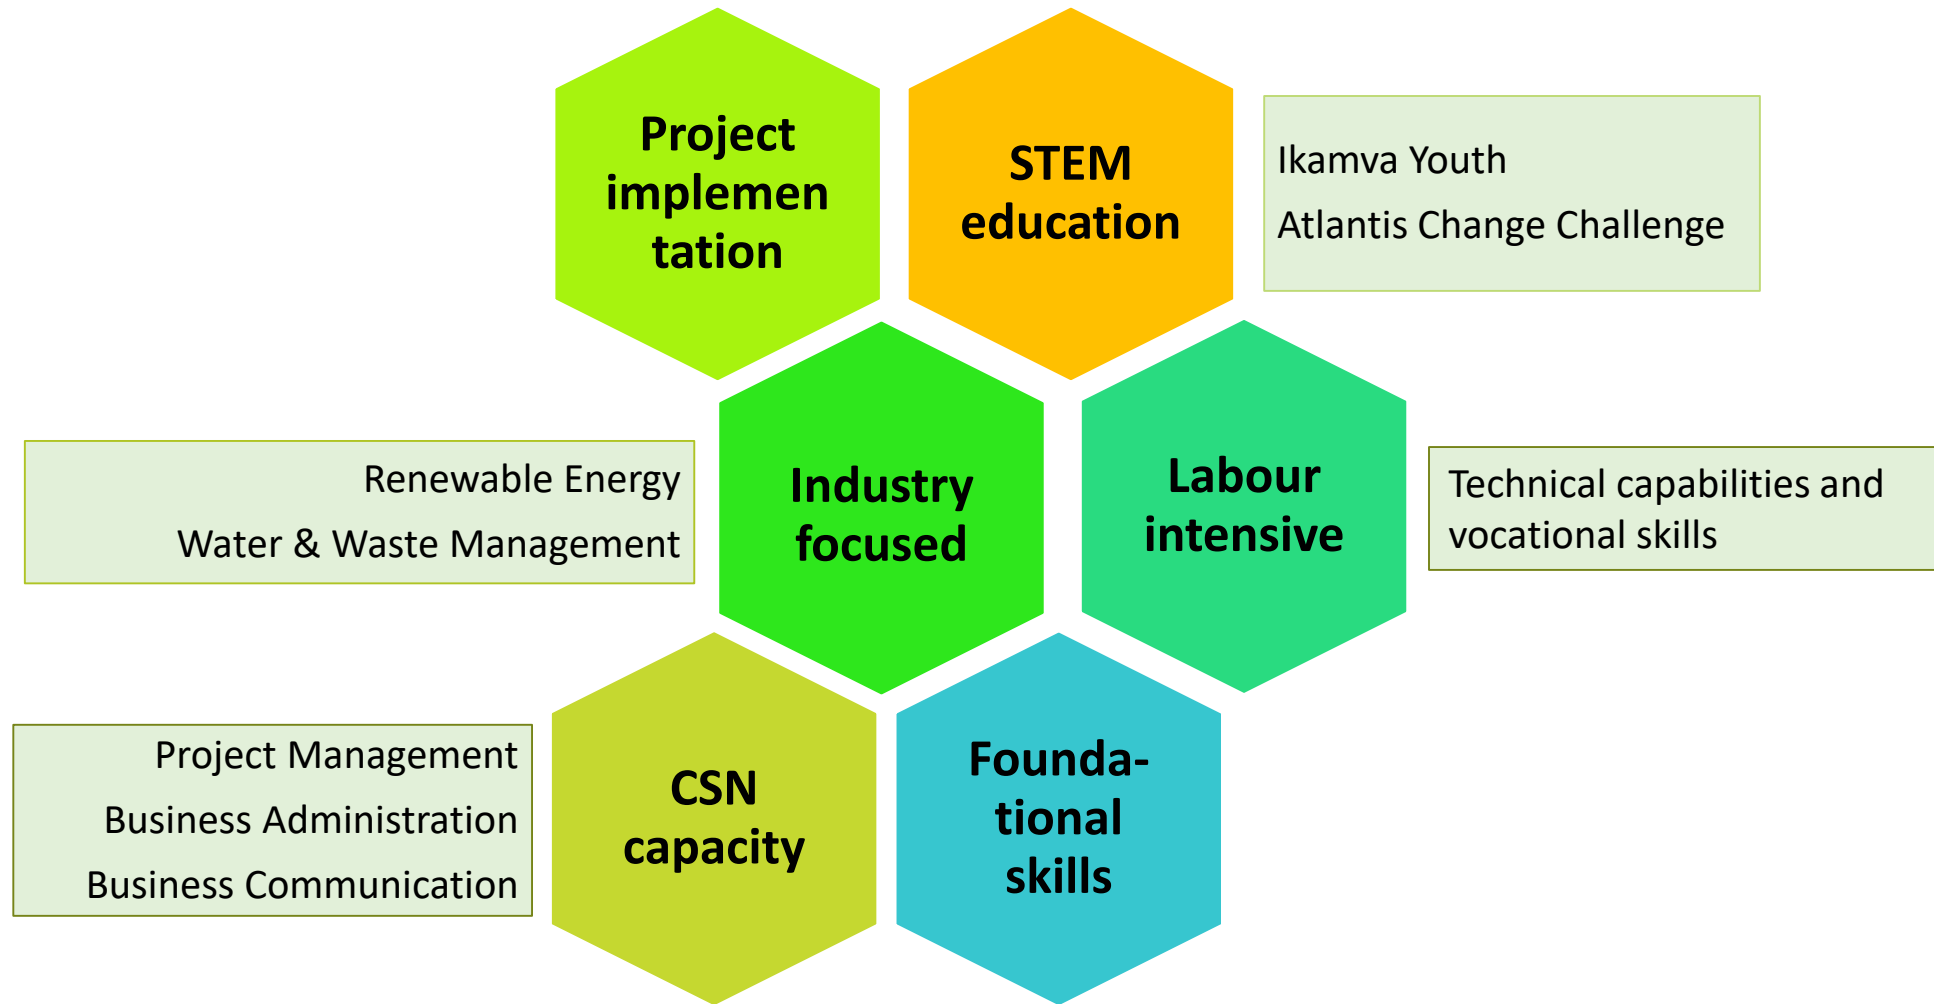 Project
implemen
tation
STEM
education
Ikamva Youth
Atlantis Change Challenge
Renewable Energy
Water & Waste Management
Industry
focused
Labour
intensive
Technical capabilities and
vocational skills
Project Management
Business Administration
Business Communication
CSN
capacity
Founda-
tional
skills